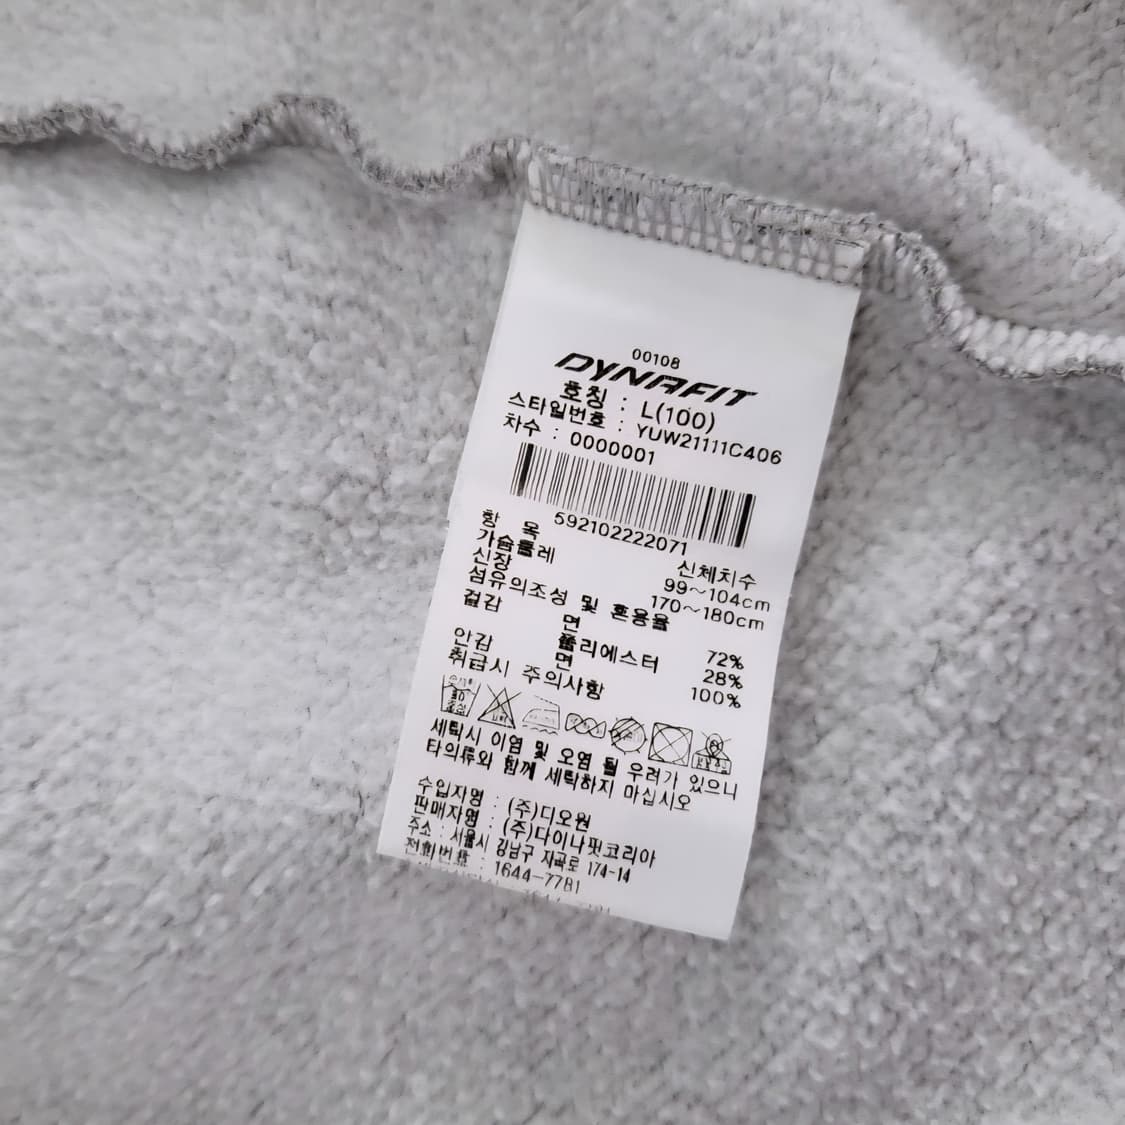 00108
DYNAFIT
호칭 : L(100)
스타일번호 : YUW21111C406
차수 : 0000001
592102222071
항 목 신체치수
가슴둘레 99~104cm
신장 170~180cm
섬유의조성 및 혼용율
겉감 면 72%
폴리에스터 28%
안감 면 100%
취급시 주의사항
세탁시 이염 및 오염 될 우려가 있으니
타의류와 함께 세탁하지 마십시오
수입자명 : (주)디오원
판매자명 : (주)다이나핏코리아
주소 : 서울시 강남구 자곡로 174-14
전화번호 : 1644-7781